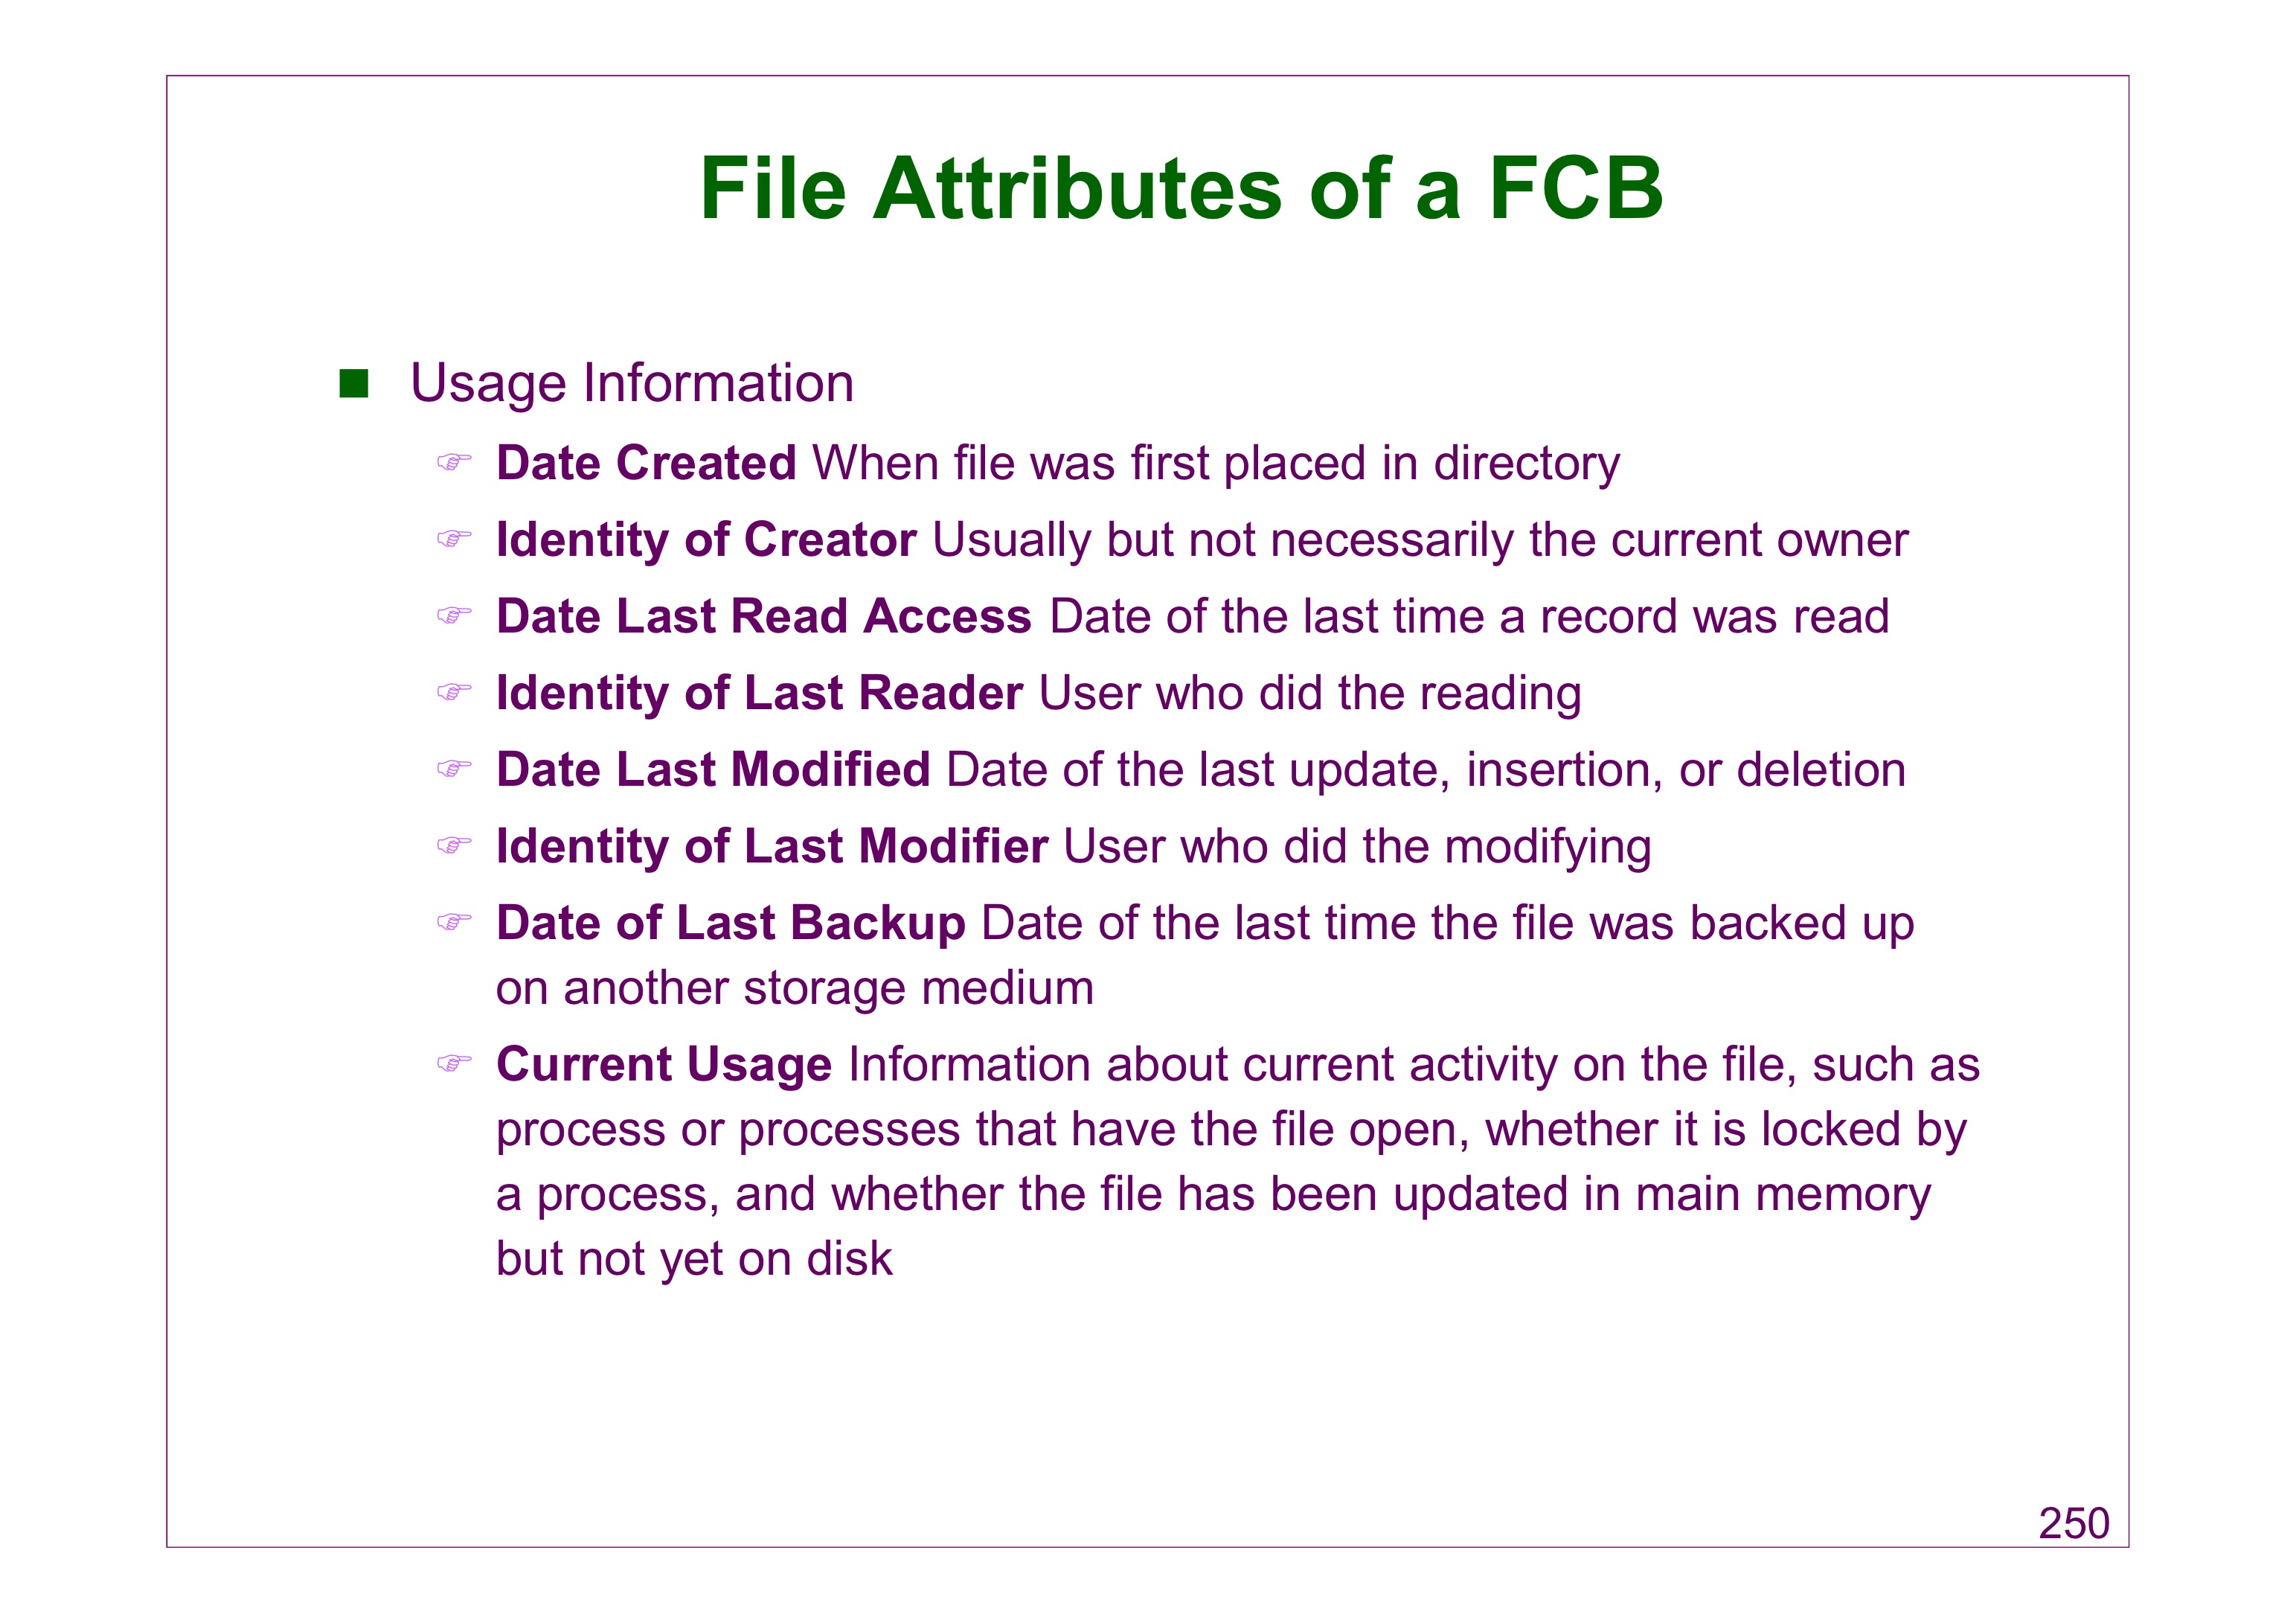 File Attributes of a FCB
Usage Information
Date Created When file was first placed in directory
Identity of Creator Usually but not necessarily the current owner
Date Last Read Access Date of the last time a record was read
Identity of Last Reader User who did the reading
Date Last Modified Date of the last update, insertion, or deletion
Identity of Last Modifier User who did the modifying
Date of Last Backup Date of the last time the file was backed up
on another storage medium
Current Usage Information about current activity on the file, such as
process or processes that have the file open, whether it is locked by
a process, and whether the file has been updated in main memory
but not yet on disk
250